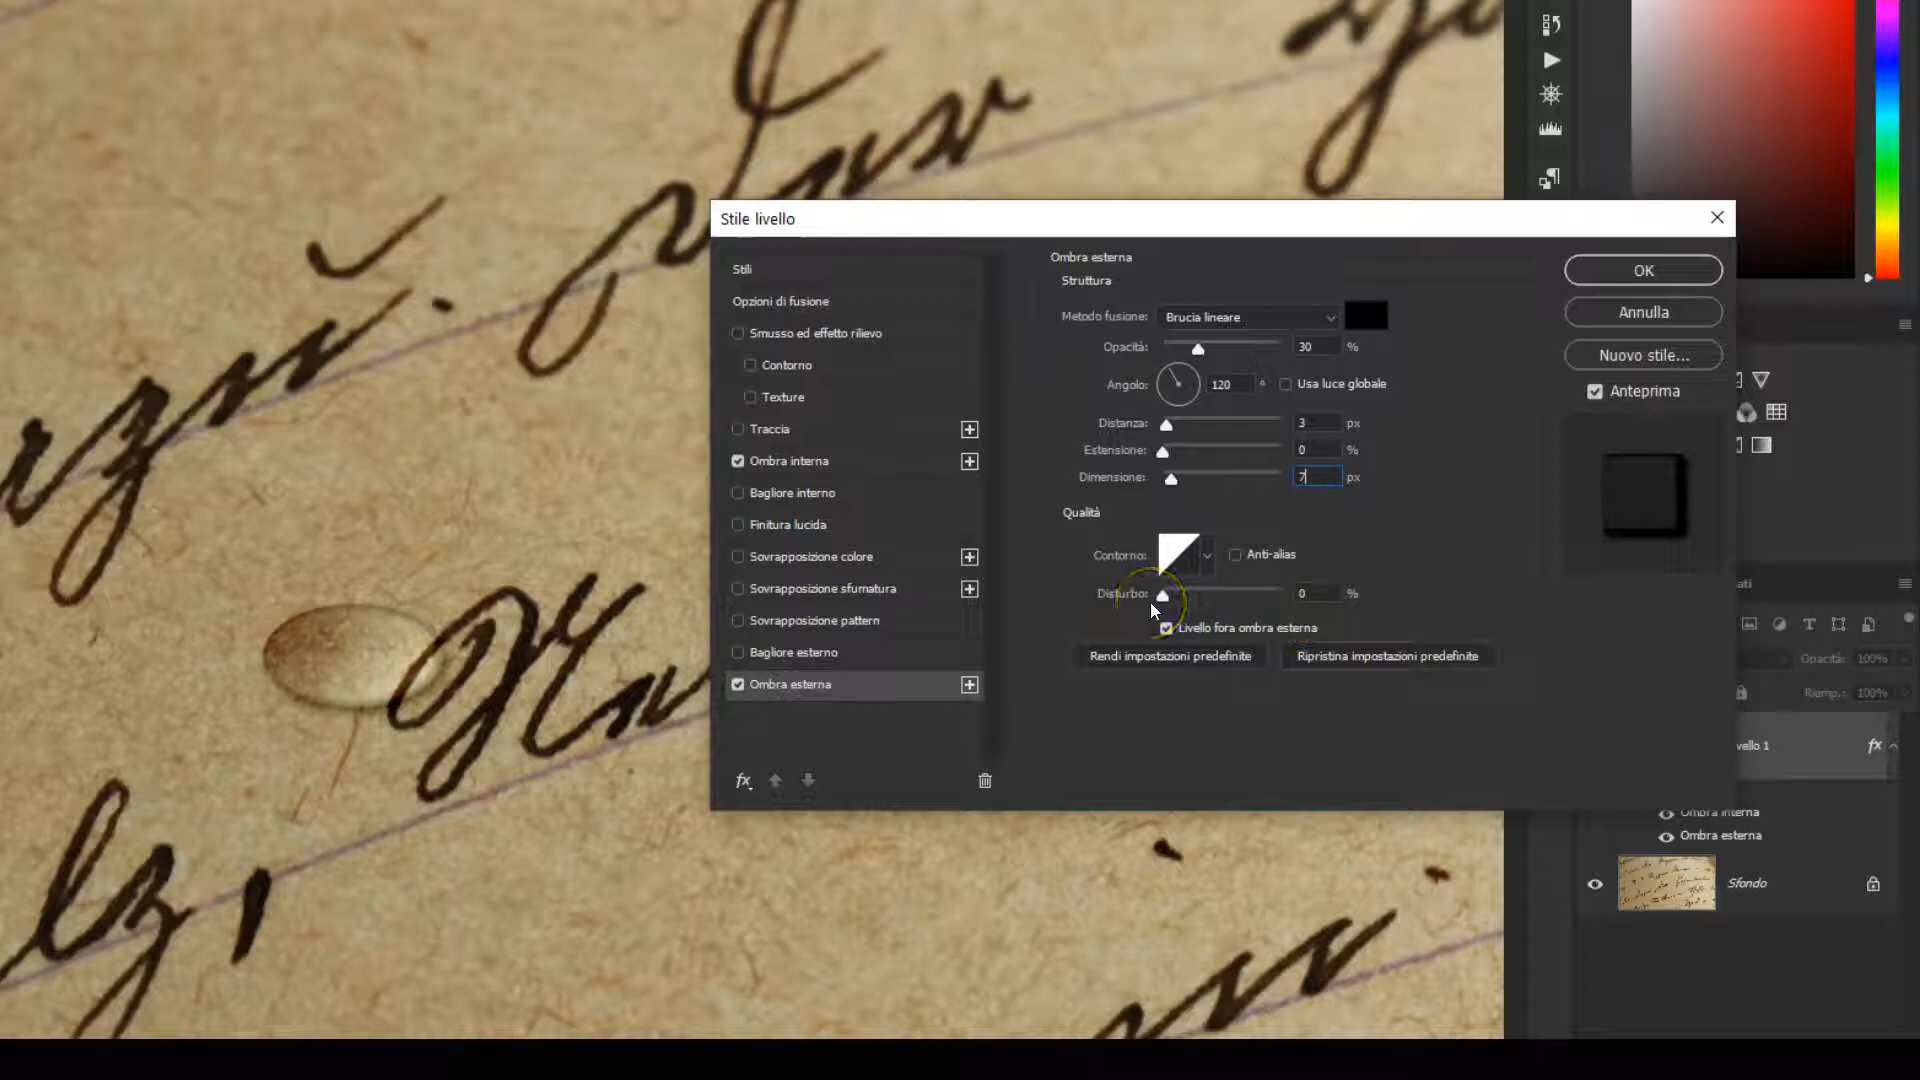 Stile livello
Stili
Opzioni di fusione
Smusso ed effetto rilievo
Contorno
Texture
Traccia
Ombra interna
Bagliore interno
Finitura lucida
Sovrapposizione colore
Sovrapposizione sfumatura
Sovrapposizione pattern
Bagliore esterno
Ombra esterna
fx
Ombra esterna
Struttura
Metodo fusione: Brucia lineare
Opacità: 30 %
Angolo: 120 ° Usa luce globale
Distanza: 3 px
Estensione: 0 %
Dimensione: 7 px
Qualità
Contorno: Anti-alias
Disturbo: 0 %
Livello fora ombra esterna
Rendi impostazioni predefinite Ripristina impostazioni predefinite
OK
Annulla
Nuovo stile...
Anteprima
Opacità: 100%
Riemp.: 100%
vello 1 fx
Ombra interna
Ombra esterna
Sfondo